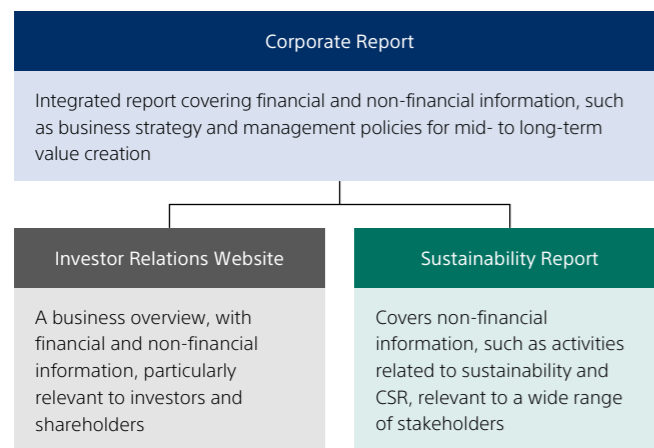 Corporate Report
Integrated report covering financial and non-financial information, such
as business strategy and management policies for mid- to long-term
value creation
Investor Relations Website
A business overview, with
financial and non-financial
information, particularly
relevant to investors and
shareholders
Sustainability Report
Covers non-financial
information, such as activities
related to sustainability and
CSR, relevant to a wide range
of stakeholders